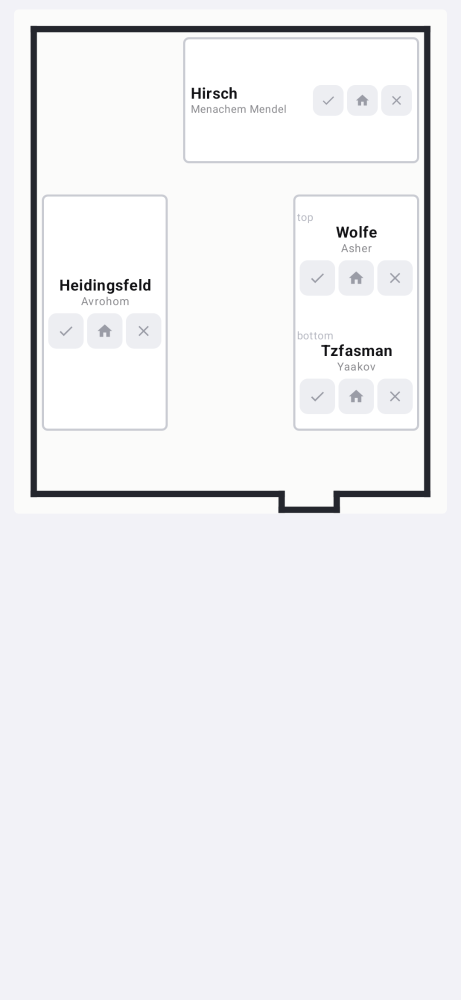 Hirsch
Menachem Mendel
top
Wolfe
Asher
Heidingsfeld
Avrohom
bottom
Tzfasman
Yaakov